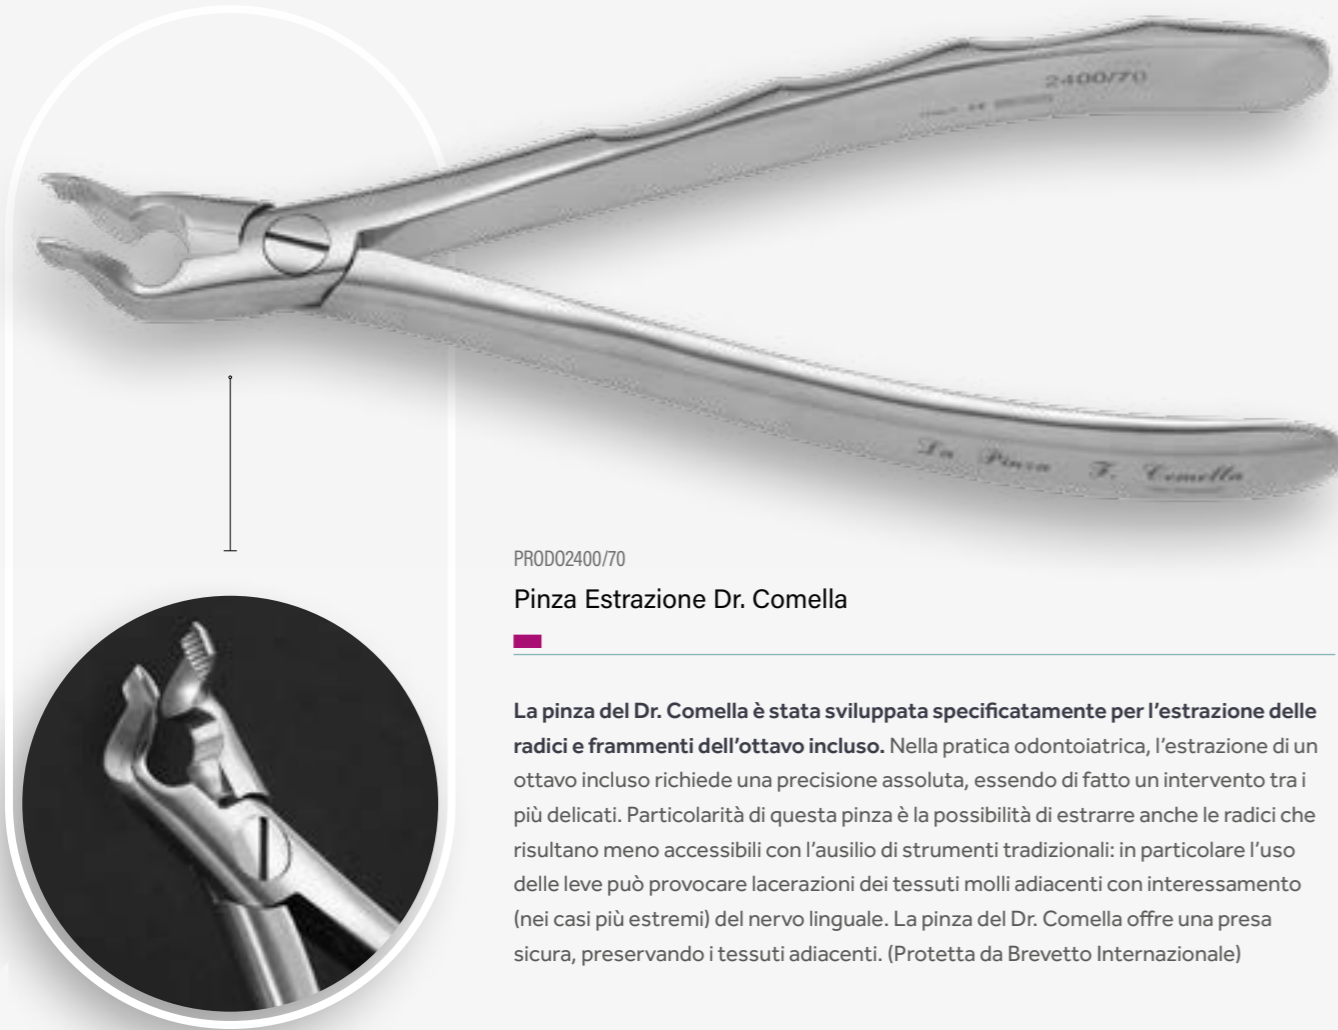 2400/70
La Pinza F. Comella
PRODO2400/70
Pinza Estrazione Dr. Comella
La pinza del Dr. Comella è stata sviluppata specificatamente per l’estrazione delle
radici e frammenti dell’ottavo incluso. Nella pratica odontoiatrica, l’estrazione di un
ottavo incluso richiede una precisione assoluta, essendo di fatto un intervento tra i
più delicati. Particolarità di questa pinza è la possibilità di estrarre anche le radici che
risultano meno accessibili con l’ausilio di strumenti tradizionali: in particolare l’uso
delle leve può provocare lacerazioni dei tessuti molli adiacenti con interessamento
(nei casi più estremi) del nervo linguale. La pinza del Dr. Comella offre una presa
sicura, preservando i tessuti adiacenti. (Protetta da Brevetto Internazionale)